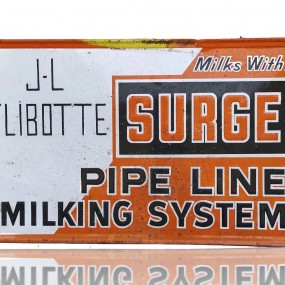 J-L
LIBOTTE
Milks With
SURGE
PIPE LINE
MILKING SYSTEM